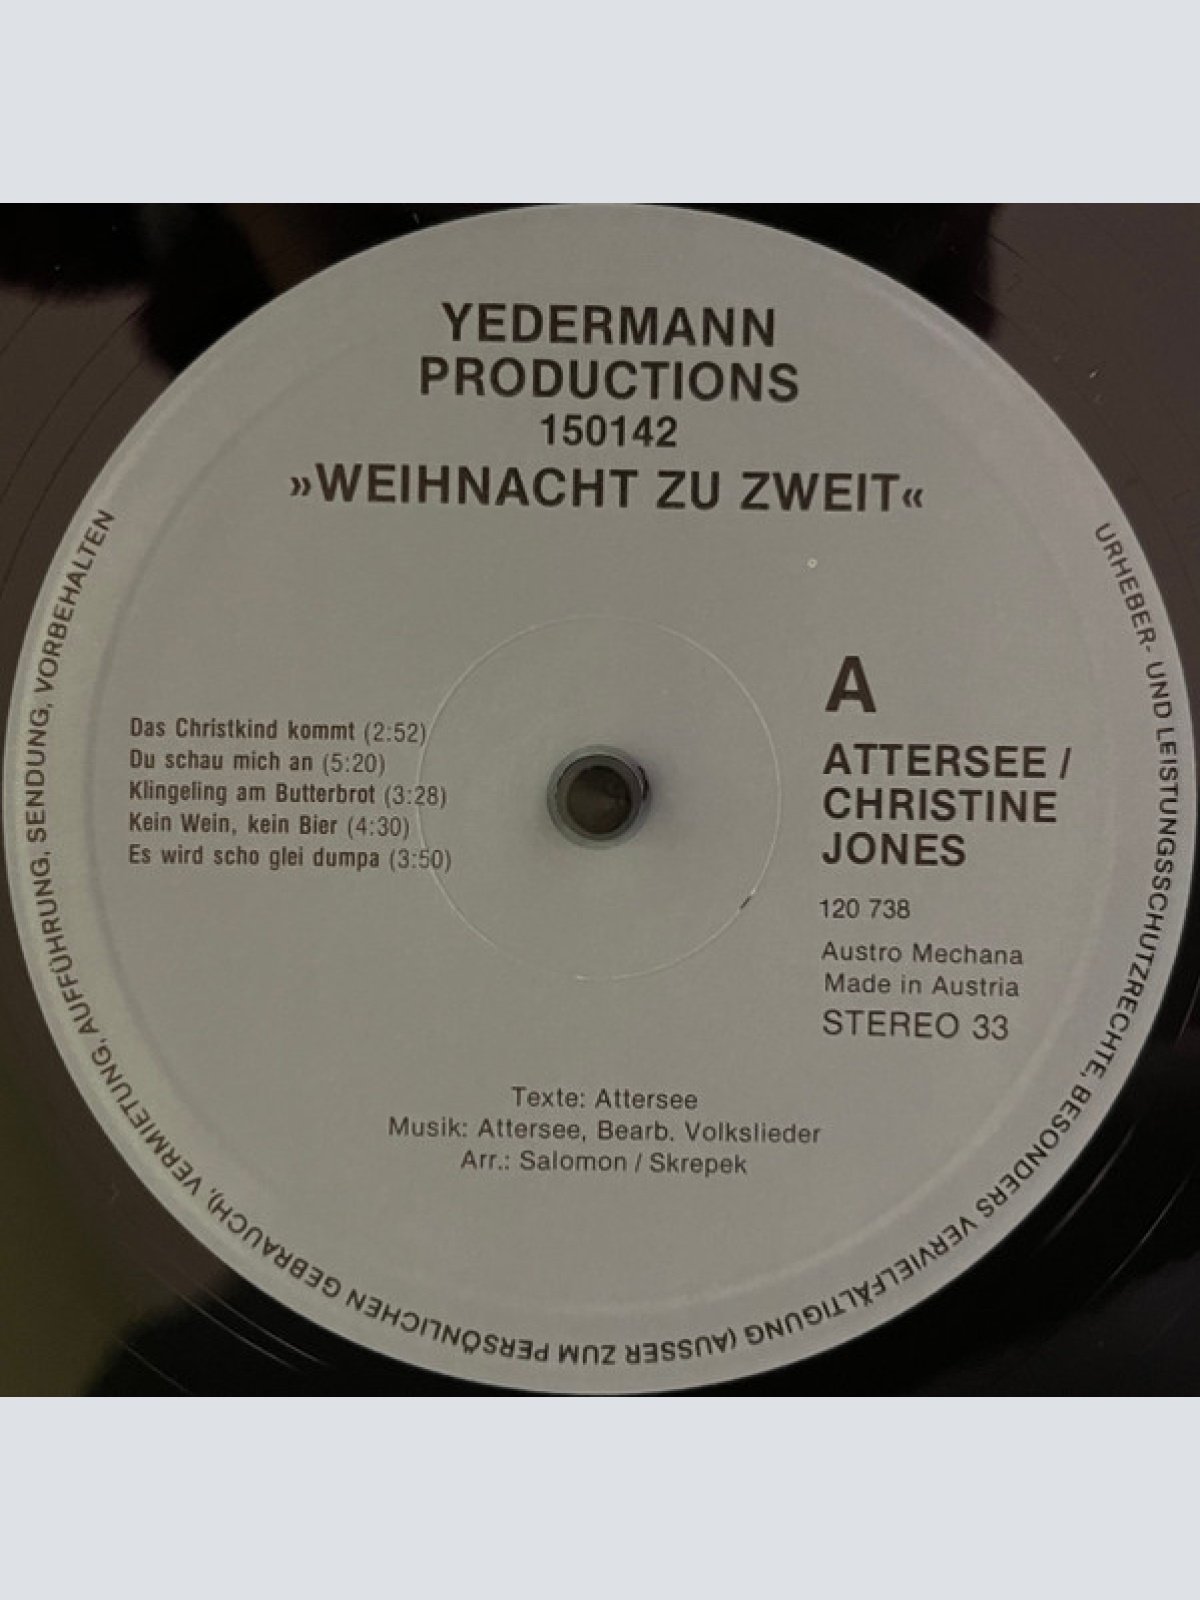 YEDERMANN
PRODUCTIONS
150142
»WEIHNACHT ZU ZWEIT«
Das Christkind kommt (2:52)
Du schau mich an (5:20)
Klingeling am Butterbrot (3:28)
Kein Wein, kein Bier (4:30)
Es wird scho glei dumpa (3:50)
A
ATTERSEE /
CHRISTINE
JONES
120 738
Austro Mechana
Made in Austria
STEREO 33
Texte: Attersee
Musik: Attersee, Bearb. Volkslieder
Arr.: Salomon / Skrepek
URHEBER- UND LEISTUNGSSCHUTZRECHTE, BESONDERS VERVIELFÄLTIGUNG (AUSSER ZUM PERSÖNLICHEN GEBRAUCH), VERMIETUNG, AUFFÜHRUNG, SENDUNG, VORBEHALTEN